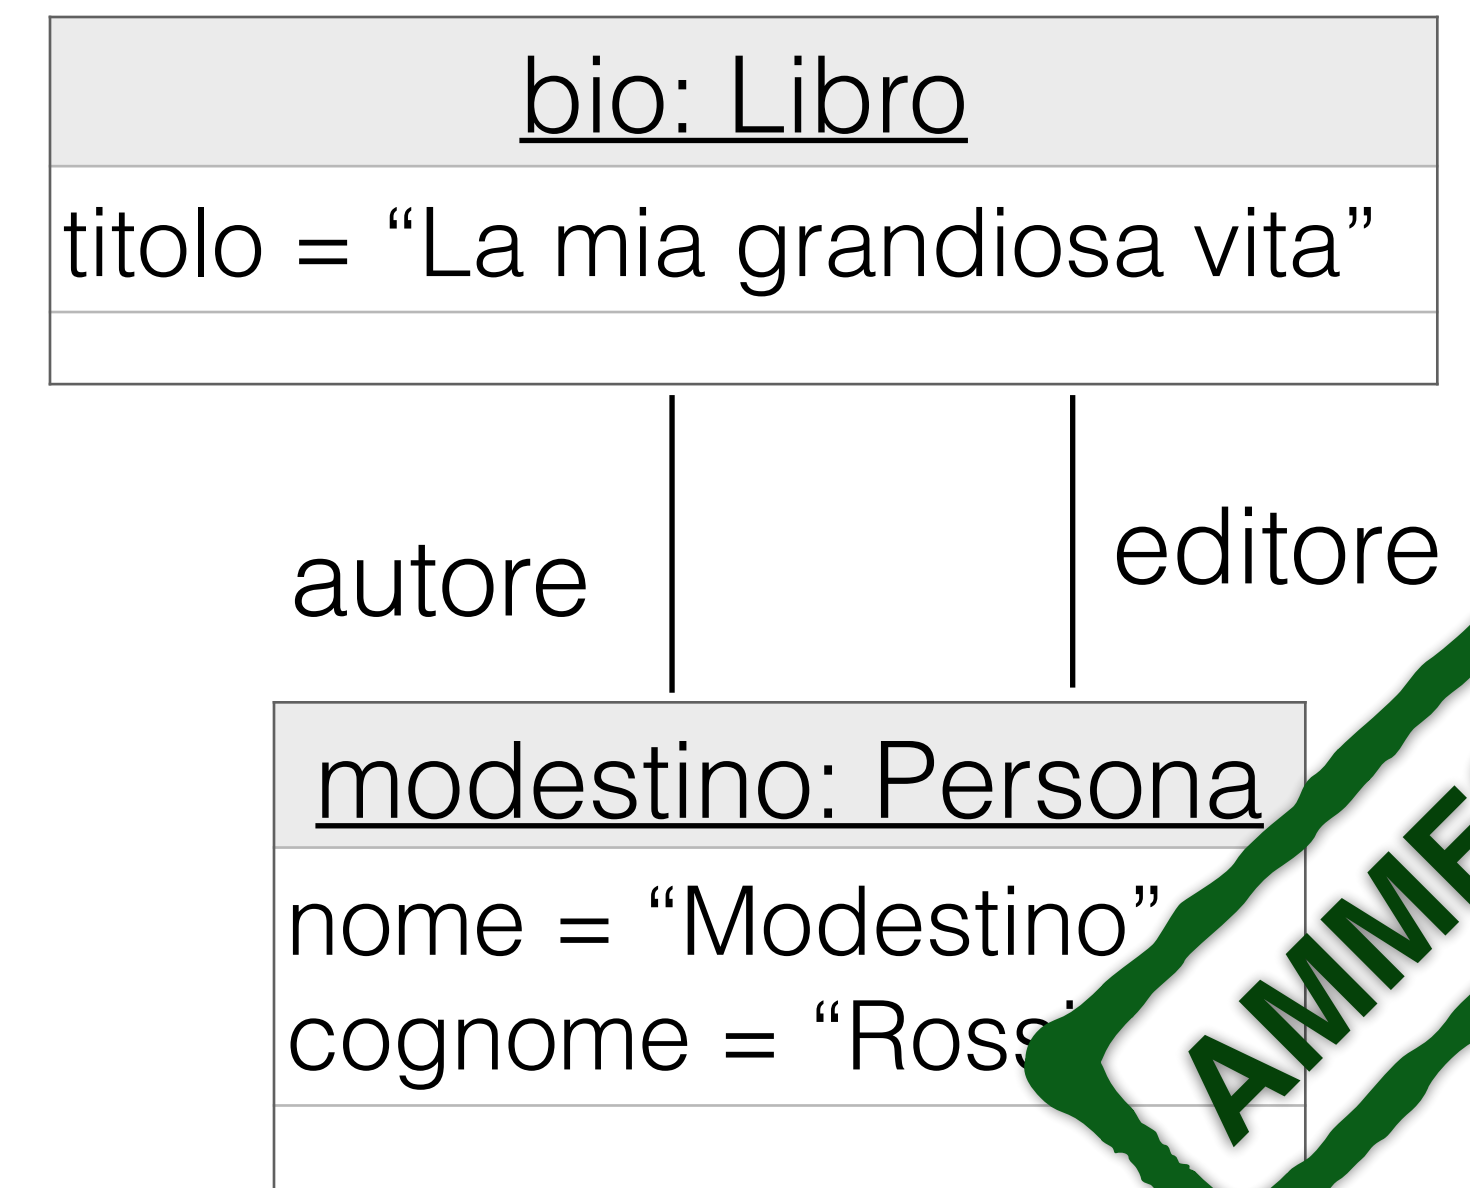 bio: Libro
titolo = “La mia grandiosa vita”
autore
editore
modestino: Persona
nome = “Modestino”
cognome =